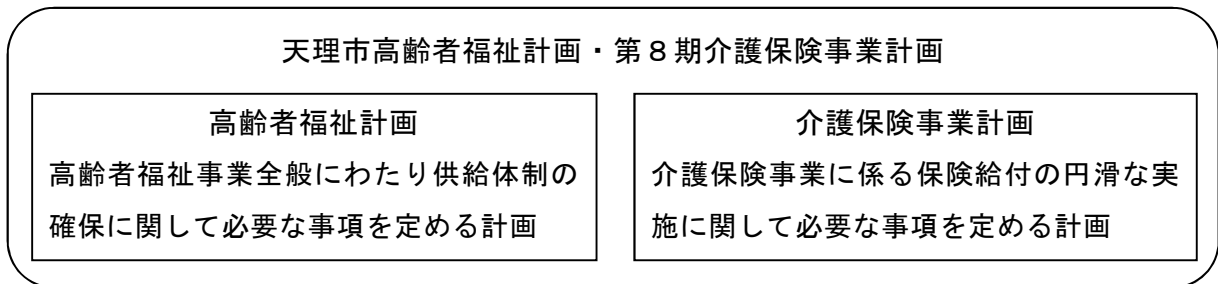 天理市高齢者福祉計画・第８期介護保険事業計画
高齢者福祉計画
高齢者福祉事業全般にわたり供給体制の
確保に関して必要な事項を定める計画
介護保険事業計画
介護保険事業に係る保険給付の円滑な実
施に関して必要な事項を定める計画